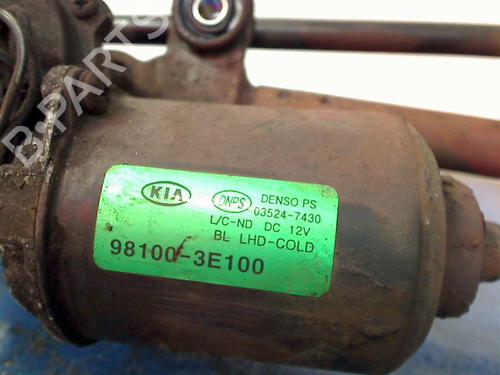 B-PARTS
KIA DNPS DENSO PS
03524-7430
L/C-ND DC 12V
BL LHD-COLD
98100-3E100